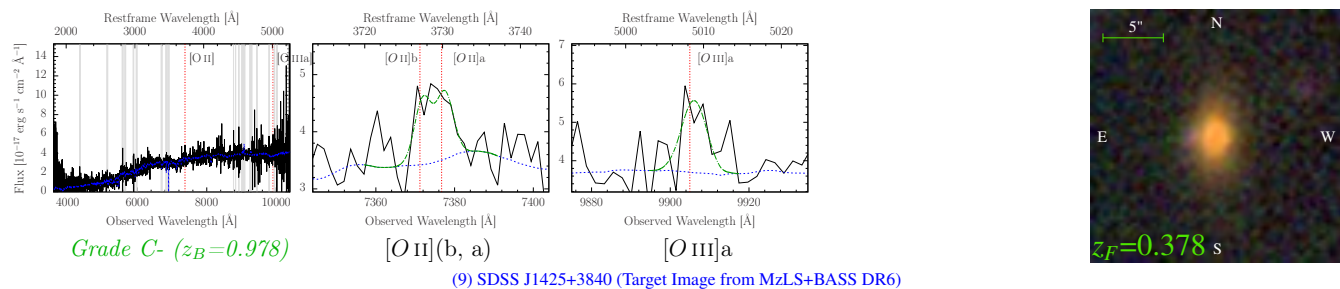 Restframe Wavelength [Å]
2000 3000 4000 5000
Flux [10⁻¹⁷ erg s⁻¹ cm⁻² Å⁻¹]
14
12
10
8
6
4
2
0
[O II]
[O IIIa]
4000 6000 8000 10000
Observed Wavelength [Å]
Grade C- (z_B=0.978)
Restframe Wavelength [Å]
3720 3730 3740
5
4
3
[O II]b
[O II]a
7360 7380 7400
Observed Wavelength [Å]
[O II](b, a)
Restframe Wavelength [Å]
5000 5010 5020
7
6
5
4
[O III]a
9880 9900 9920
Observed Wavelength [Å]
[O III]a
5"
N
E
W
S
z_F=0.378
(9) SDSS J1425+3840 (Target Image from MzLS+BASS DR6)